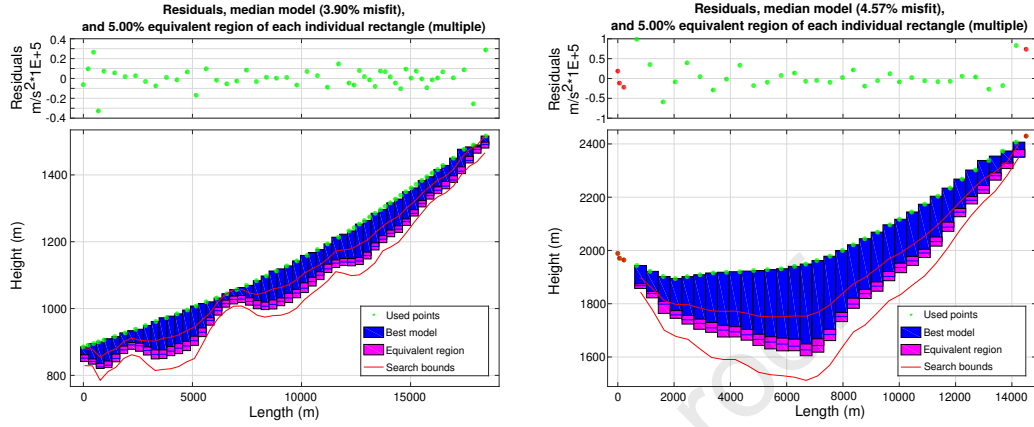 Residuals, median model (3.90% misfit),
and 5.00% equivalent region of each individual rectangle (multiple)
Residuals
m/s^2*1E+5
0.4
0.2
0
-0.2
-0.4
Height (m)
1400
1200
1000
800
Used points
Best model
Equivalent region
Search bounds
0
5000
10000
15000
Length (m)
Residuals, median model (4.57% misfit),
and 5.00% equivalent region of each individual rectangle (multiple)
Residuals
m/s^2*1E+5
1
0.5
0
-0.5
-1
Height (m)
2400
2200
2000
1800
1600
Used points
Best model
Equivalent region
Search bounds
0
2000
4000
6000
8000
10000
12000
14000
Length (m)